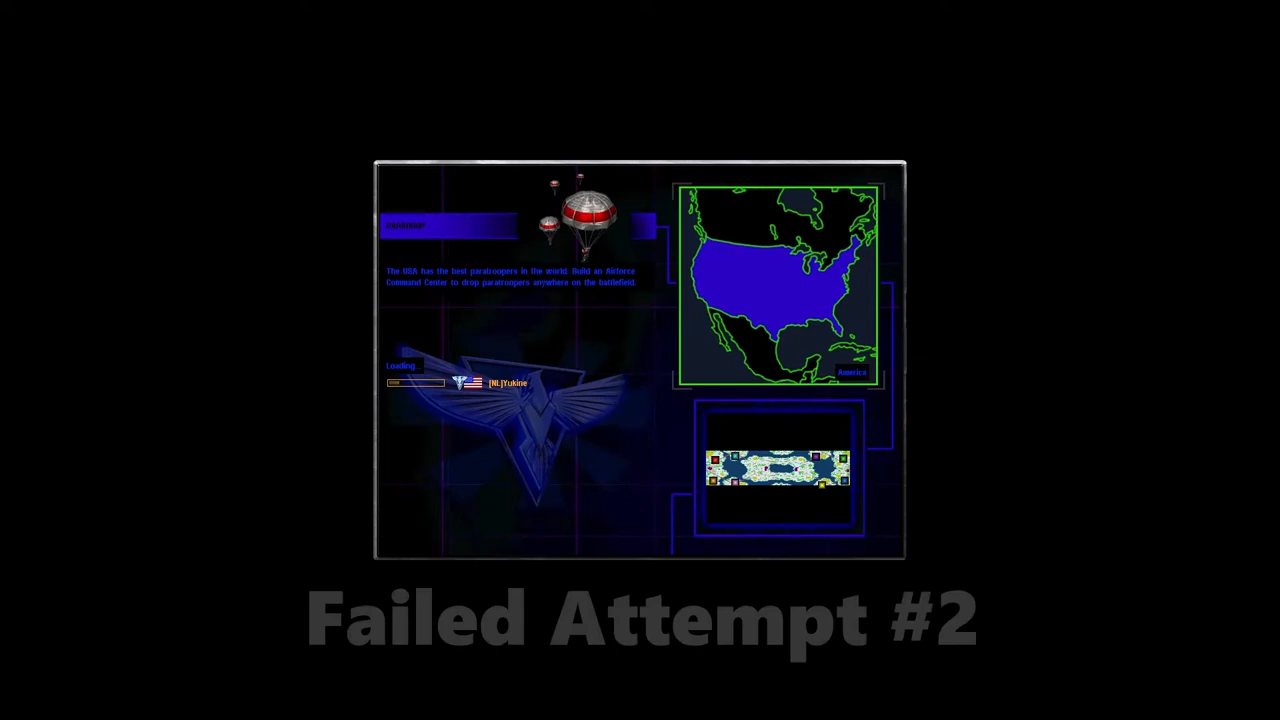 PARADROP
The USA has the best paratroopers in the world. Build an Airforce
Command Center to drop paratroopers anywhere on the battlefield.
Loading...
[NL]Yukine
America
Failed Attempt #2